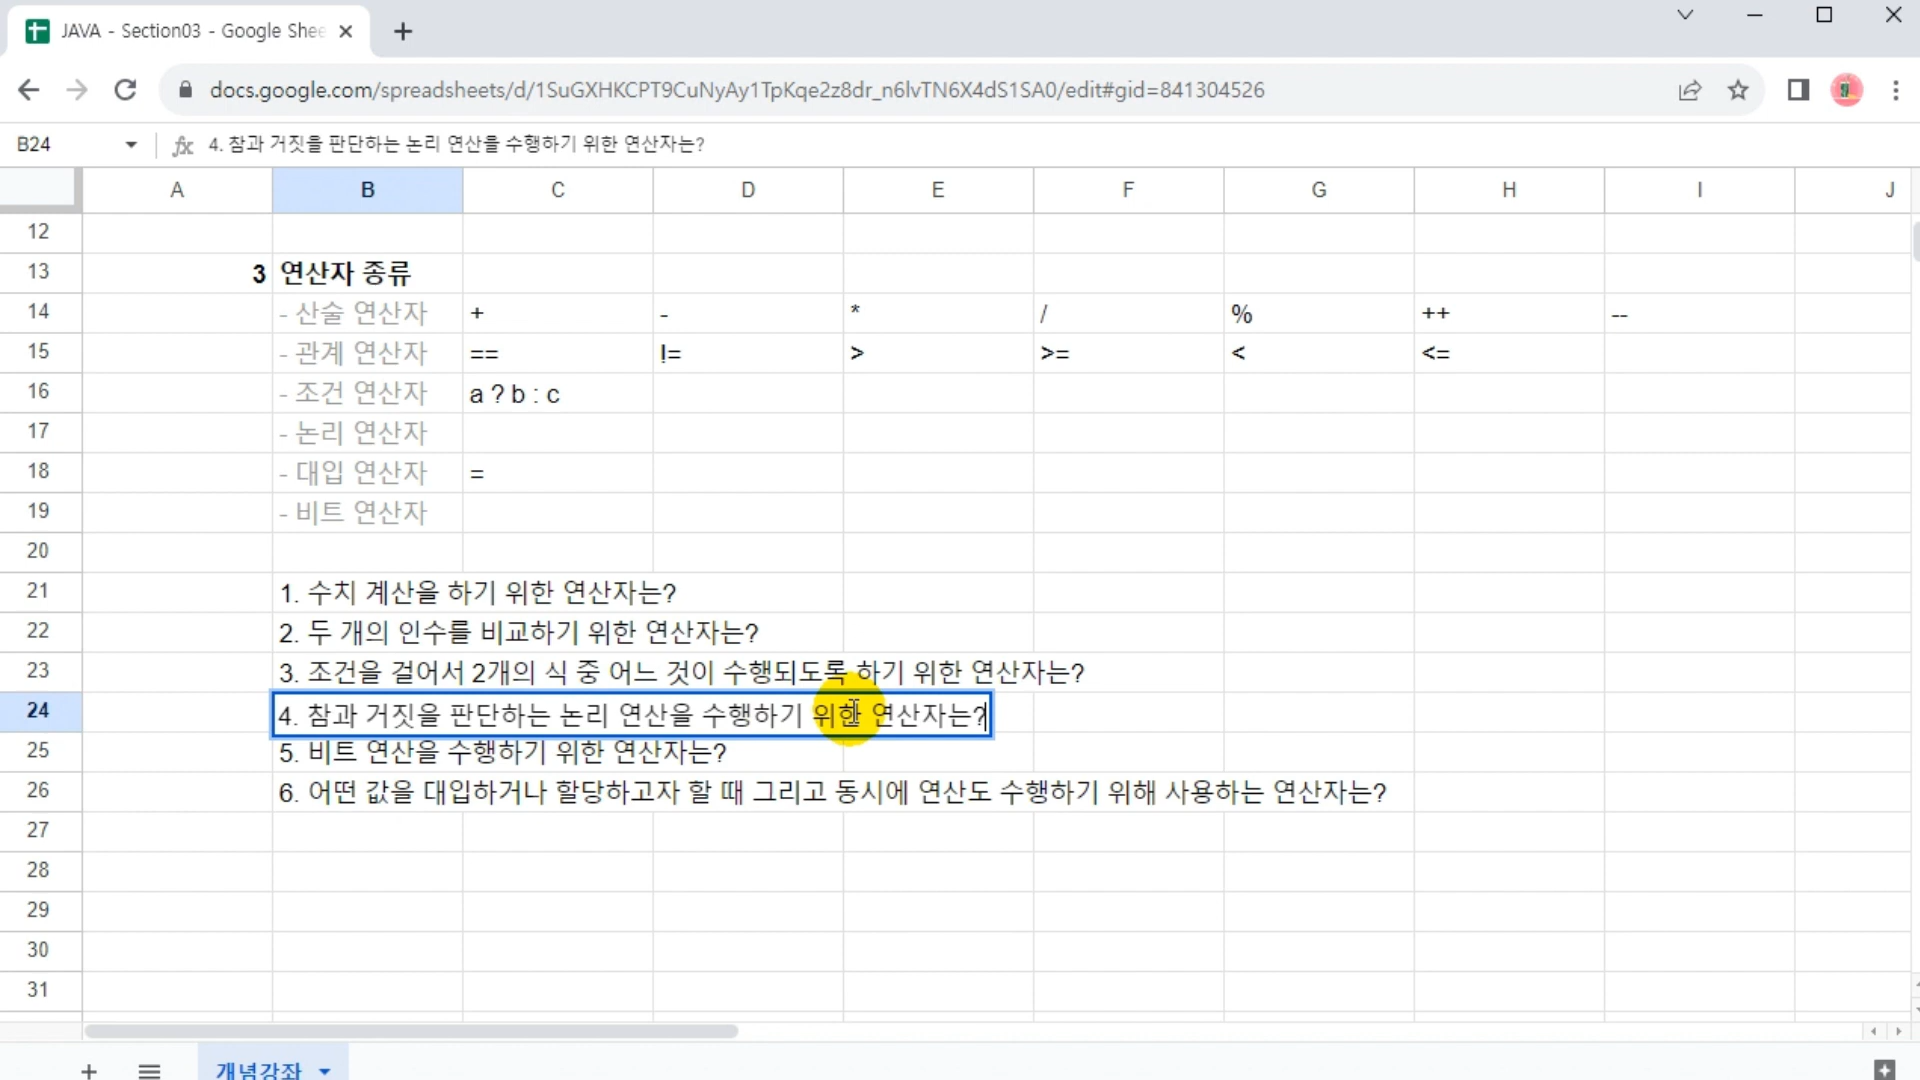 JAVA - Section03 - Google Shee
docs.google.com/spreadsheets/d/1SuGXHKCPT9CuNyAy1TpKqe2z8dr_n6lvTN6X4dS1SA0/edit#gid=841304526
B24 fx 4. 참과 거짓을 판단하는 논리 연산을 수행하기 위한 연산자는?
A B C D E F G H I J
12
13 3 연산자 종류
14 - 산술 연산자 + - * / % ++ --
15 - 관계 연산자 == != > >= < <=
16 - 조건 연산자 a ? b : c
17 - 논리 연산자
18 - 대입 연산자 =
19 - 비트 연산자
20
21 1. 수치 계산을 하기 위한 연산자는?
22 2. 두 개의 인수를 비교하기 위한 연산자는?
23 3. 조건을 걸어서 2개의 식 중 어느 것이 수행되도록 하기 위한 연산자는?
24 4. 참과 거짓을 판단하는 논리 연산을 수행하기 위한 연산자는?
25 5. 비트 연산을 수행하기 위한 연산자는?
26 6. 어떤 값을 대입하거나 할당하고자 할 때 그리고 동시에 연산도 수행하기 위해 사용하는 연산자는?
27
28
29
30
31
개념강좌